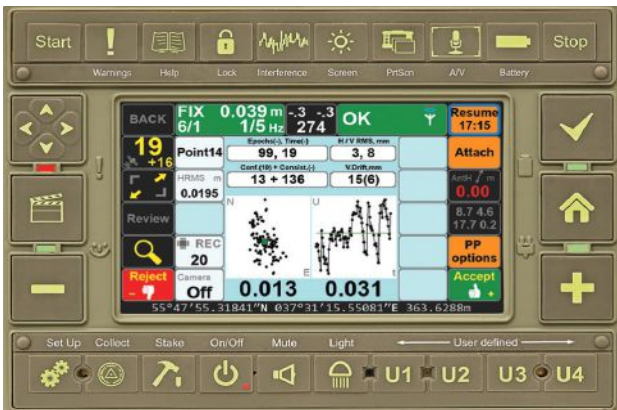 Start
Stop
Warnings Help Lock Interference Screen PrtScn A/V Battery
BACK
FIX 0.039 m
6/1 1/5 Hz
-.3 -.3
274
OK
Resume
17:15
19
+16
Point14
Epochs(-), Time(-)
99, 19
H / V RMS, mm
3, 8
Attach
HRMS m
0.0195
Conf.(19) + Consist.(-)
13 + 136
V.Drift,mm
15(6)
AntH m
0.00
Review
N
E
U
t
8.7 4.6
17.7 0.2
REC
20
PP
options
Reject
-
Camera
Off
0.013
0.031
Accept
+
55°47'55.31841"N 037°31'15.55081"E 363.6288m
Set Up Collect Stake On/Off Mute Light User defined
U1 U2 U3 U4